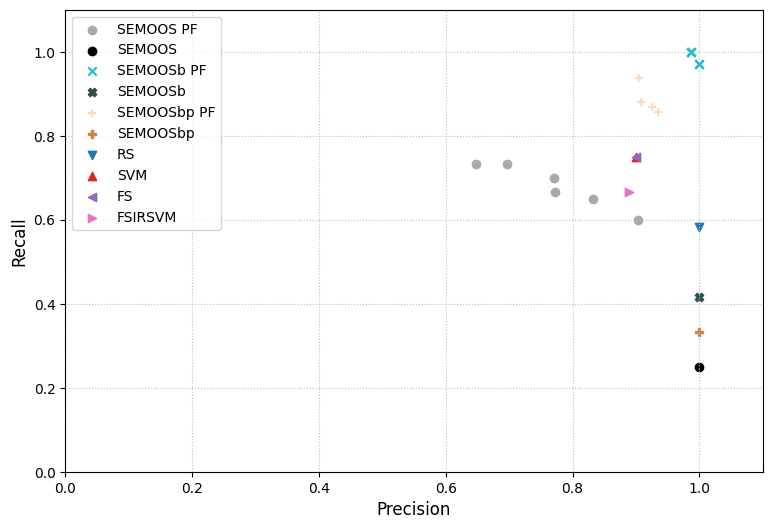 SEMOOS PF
SEMOOS
SEMOOSb PF
SEMOOSb
SEMOOSbp PF
SEMOOSbp
RS
SVM
FS
FSIRSVM
1.0
0.8
0.6
0.4
0.2
0.0
Recall
0.0 0.2 0.4 0.6 0.8 1.0
Precision